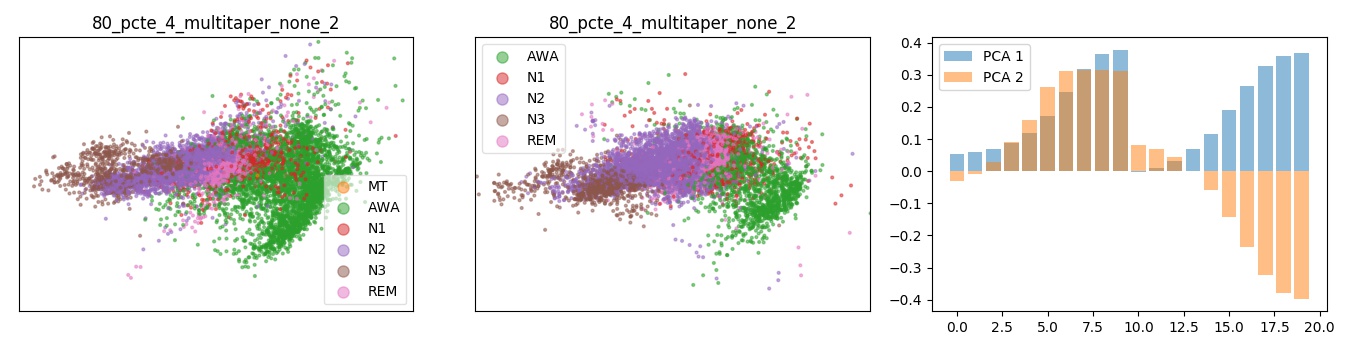 80_pcte_4_multitaper_none_2
MT
AWA
N1
N2
N3
REM
80_pcte_4_multitaper_none_2
AWA
N1
N2
N3
REM
PCA 1
PCA 2
0.4
0.3
0.2
0.1
0.0
−0.1
−0.2
−0.3
−0.4
0.0 2.5 5.0 7.5 10.0 12.5 15.0 17.5 20.0